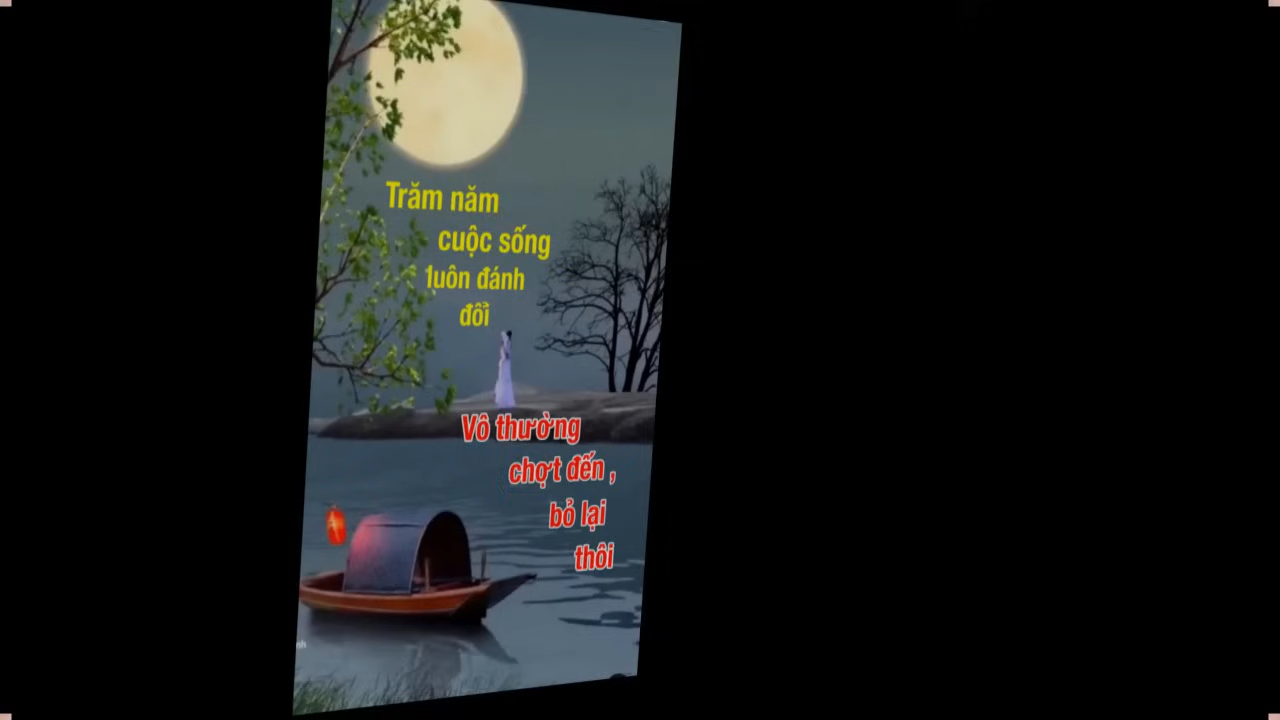 Trăm năm
cuộc sống
luôn đánh
đổi
Vô thường
chợt đến ,
bỏ lại
thôi